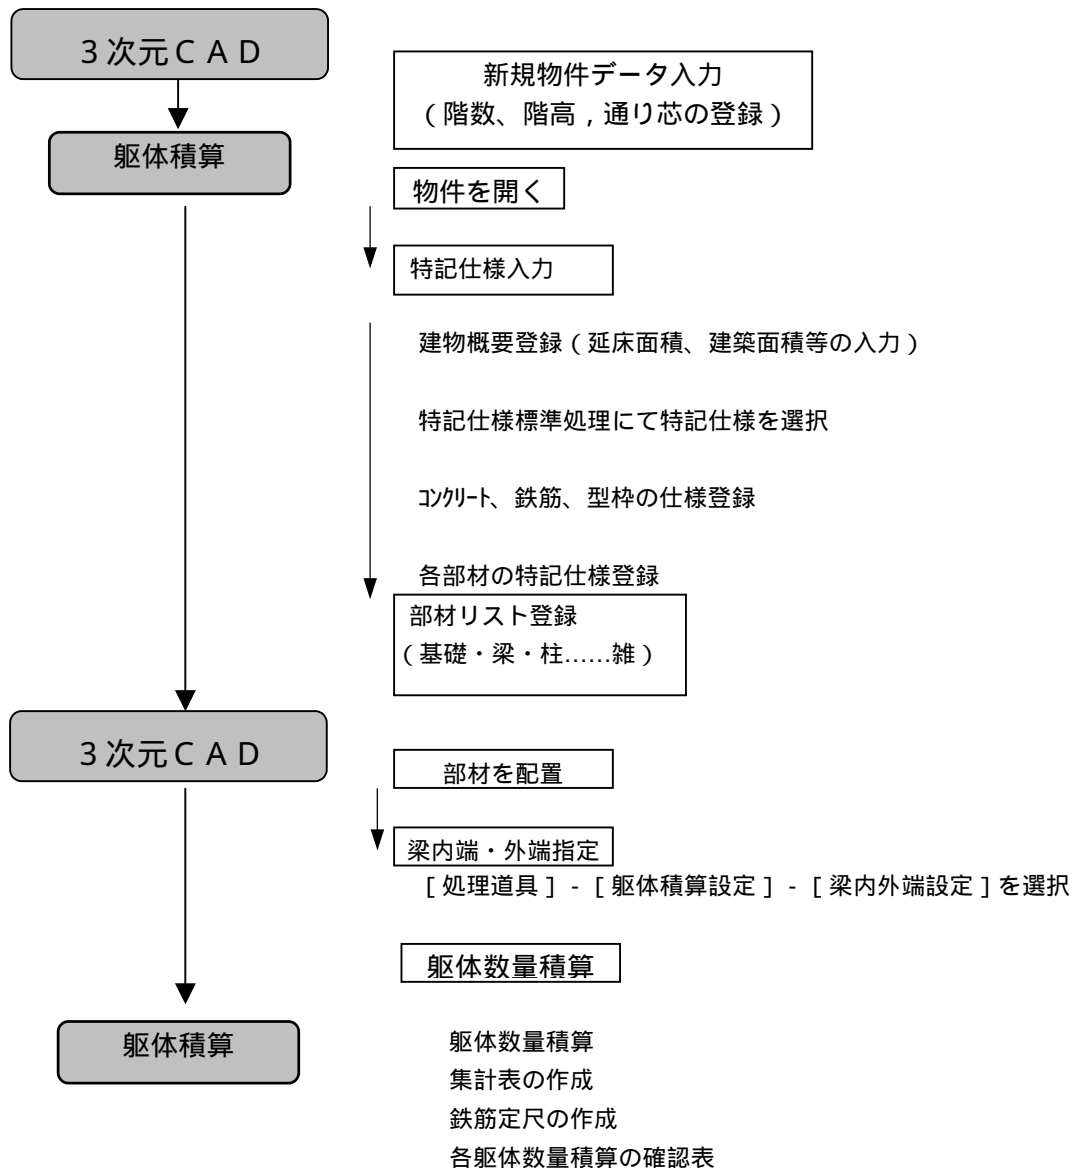 ３次元ＣＡＤ
新規物件データ入力
（階数、階高，通り芯の登録）
躯体積算
物件を開く
特記仕様入力
建物概要登録（延床面積、建築面積等の入力）
特記仕様標準処理にて特記仕様を選択
ｺﾝｸﾘｰﾄ、鉄筋、型枠の仕様登録
各部材の特記仕様登録
部材リスト登録
（基礎・梁・柱……雑）
３次元ＣＡＤ
部材を配置
梁内端・外端指定
［処理道具］-［躯体積算設定］-［梁内外端設定］を選択
躯体数量積算
躯体積算
躯体数量積算
集計表の作成
鉄筋定尺の作成
各躯体数量積算の確認表